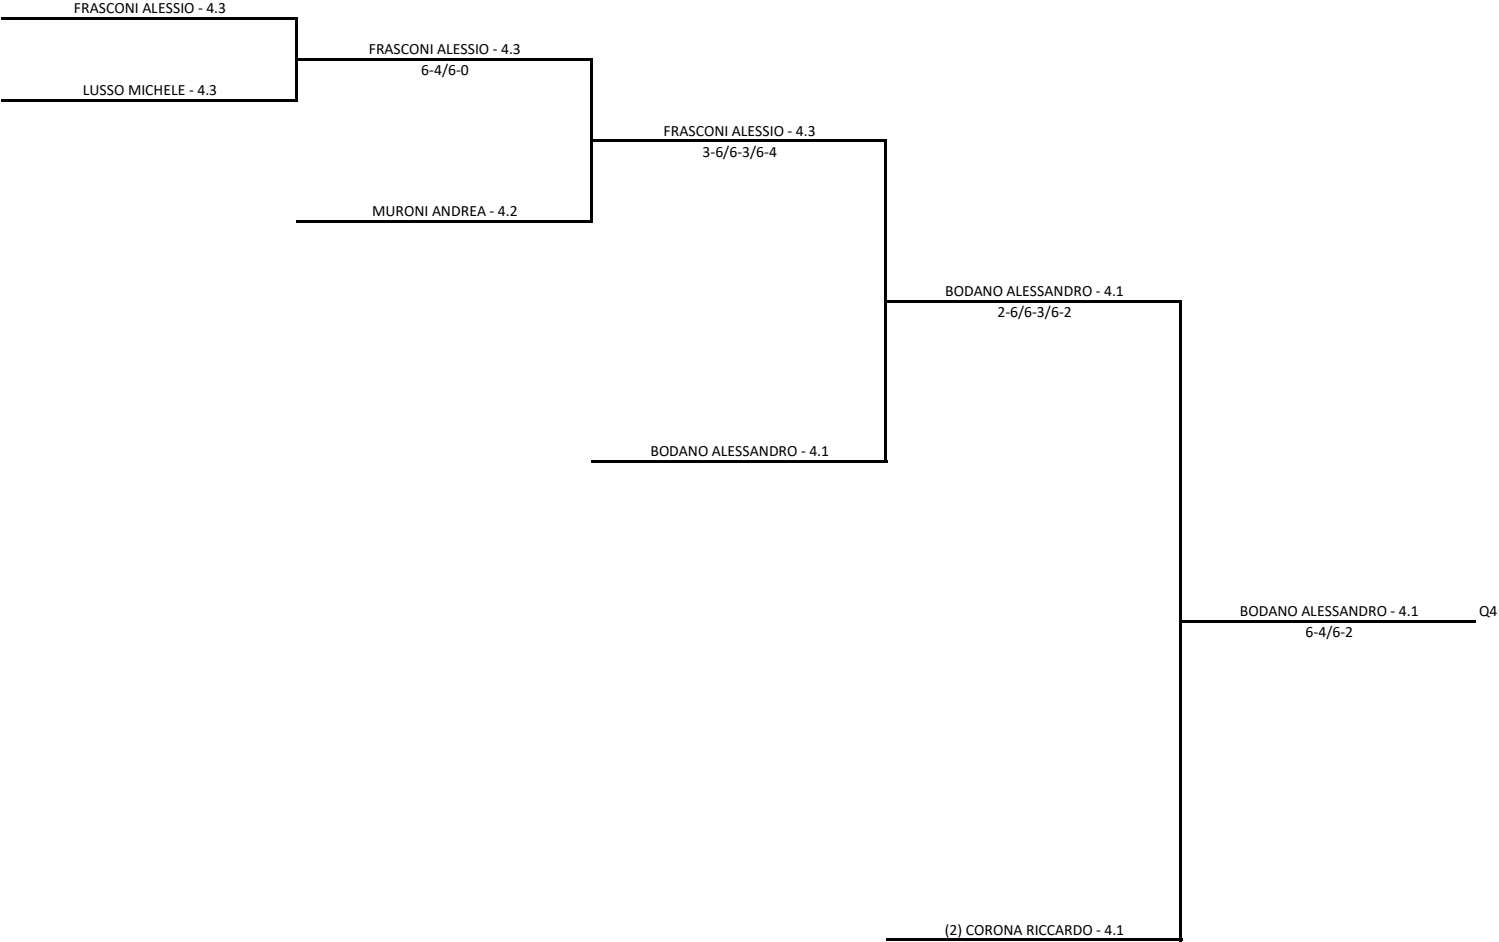 FRASCONI ALESSIO - 4.3
FRASCONI ALESSIO - 4.3
6-4/6-0
LUSSO MICHELE - 4.3
FRASCONI ALESSIO - 4.3
3-6/6-3/6-4
MURONI ANDREA - 4.2
BODANO ALESSANDRO - 4.1
2-6/6-3/6-2
BODANO ALESSANDRO - 4.1
BODANO ALESSANDRO - 4.1 Q4
6-4/6-2
(2) CORONA RICCARDO - 4.1